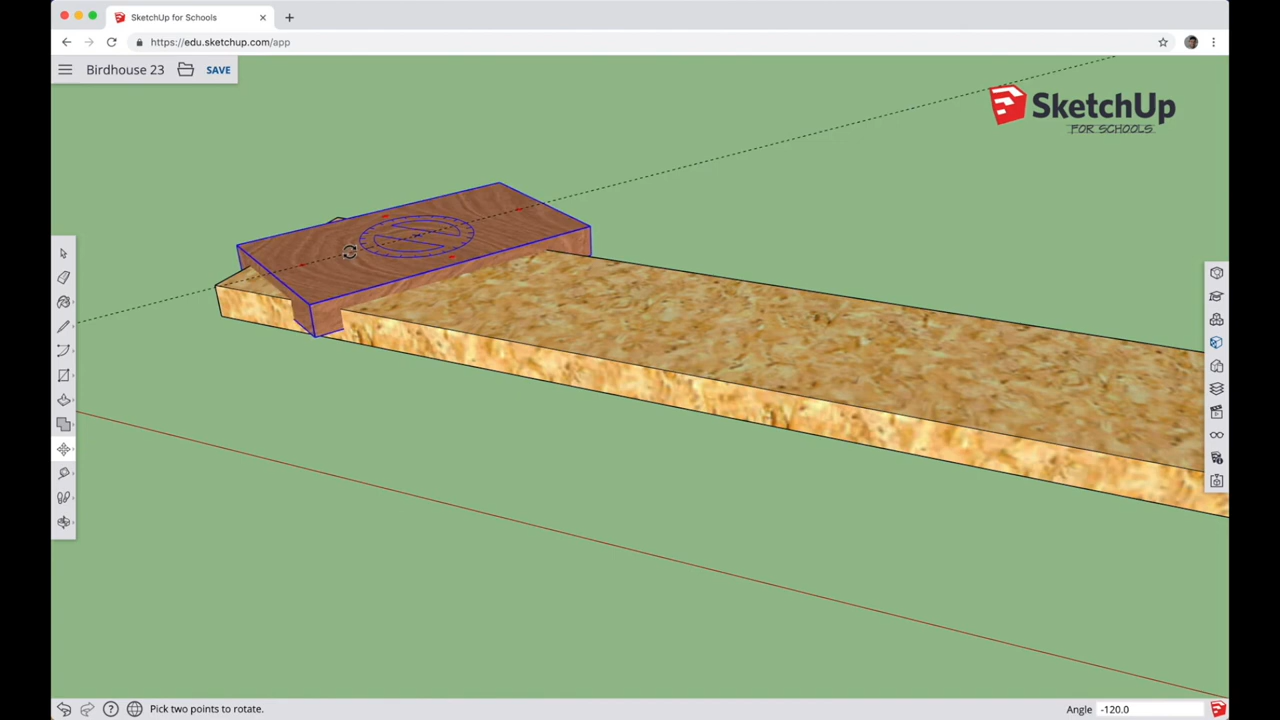 SketchUp for Schools
https://edu.sketchup.com/app
Birdhouse 23
SAVE
SketchUp
FOR SCHOOLS
Pick two points to rotate.
Angle
-120.0